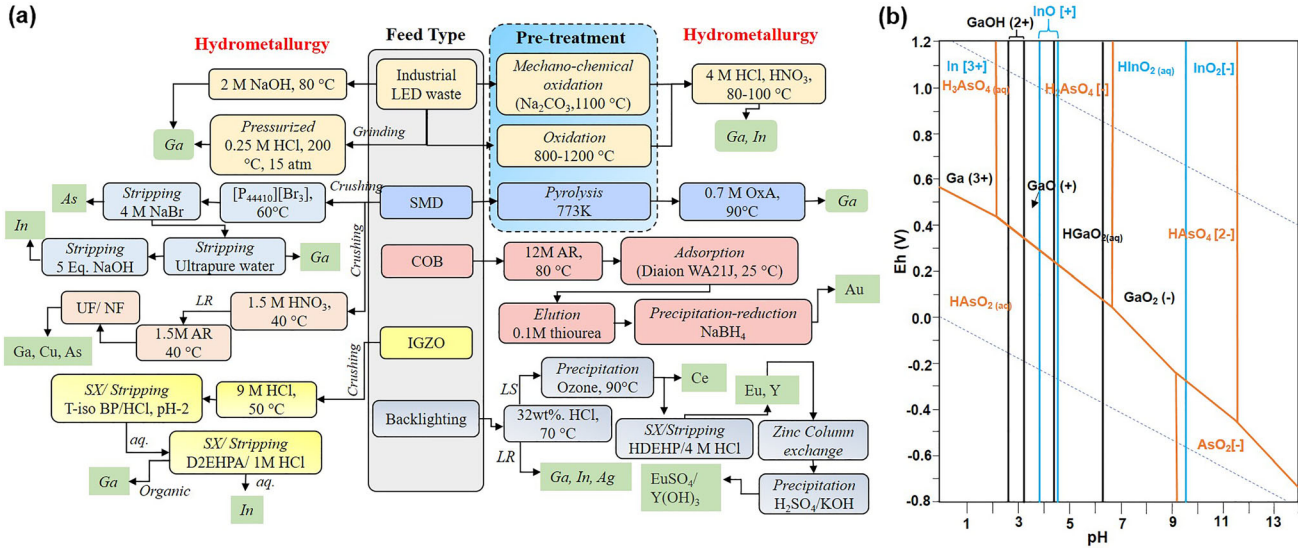 (a)
Hydrometallurgy
Feed Type
Pre-treatment
Hydrometallurgy
2 M NaOH, 80 °C
Industrial
LED waste
Mechano-chemical
oxidation
(Na₂CO₃,1100 °C)
4 M HCl, HNO₃,
80-100 °C
Ga
Pressurized
0.25 M HCl, 200
°C, 15 atm
Grinding
Oxidation
800-1200 °C
Ga, In
As
Stripping
4 M NaBr
[P₄₄₄₁₀][Br₃],
60°C
Crushing
SMD
Pyrolysis
773K
0.7 M OxA,
90°C
Ga
In
Stripping
5 Eq. NaOH
Stripping
Ultrapure water
Ga
Crushing
COB
12M AR,
80 °C
Adsorption
(Diaion WA21J, 25 °C)
UF/ NF
LR
1.5 M HNO₃,
40 °C
1.5M AR
40 °C
Ga, Cu, As
Elution
0.1M thiourea
Precipitation-reduction
NaBH₄
Au
IGZO
Crushing
SX/ Stripping
T-iso BP/HCl, pH-2
9 M HCl,
50 °C
aq.
SX/ Stripping
D2EHPA/ 1M HCl
Ga
Organic
aq.
In
Backlighting
LS
32wt%. HCl,
70 °C
LR
Precipitation
Ozone, 90°C
Ce
Eu, Y
SX/Stripping
HDEHP/4 M HCl
Zinc Column
exchange
Ga, In, Ag
EuSO₄/
Y(OH)₃
Precipitation
H₂SO₄/KOH
(b)
InO [+]
GaOH (2+)
1.2
1.0
0.8
0.6
0.4
0.2
0.0
-0.2
-0.4
-0.6
-0.8
Eh (V)
In [3+]
HInO₂ (aq)
InO₂[-]
H₃AsO₄ (aq)
H₂AsO₄ [-]
Ga (3+)
GaO (+)
HGaO₂(aq)
HAsO₄ [2-]
HAsO₂ (aq)
GaO₂ (-)
AsO₂[-]
1 3 5 7 9 11 13
pH